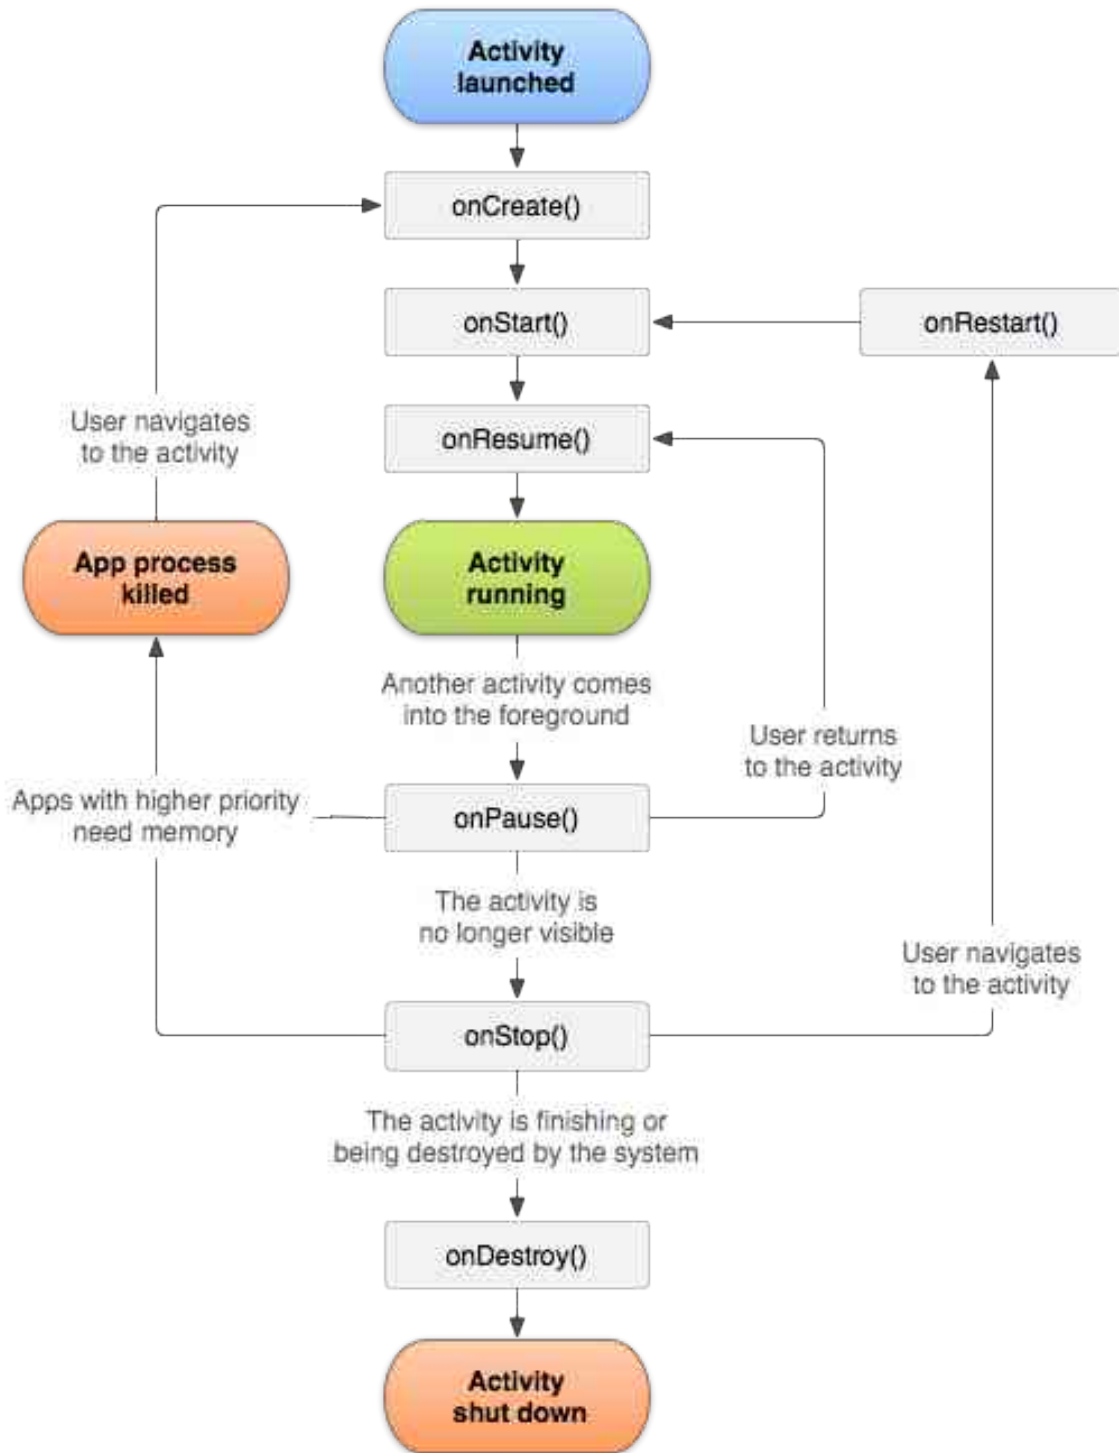 Activity
launched
onCreate()
onStart()
onRestart()
User navigates
to the activity
onResume()
App process
killed
Activity
running
Another activity comes
into the foreground
User returns
to the activity
Apps with higher priority
need memory
onPause()
The activity is
no longer visible
User navigates
to the activity
onStop()
The activity is finishing or
being destroyed by the system
onDestroy()
Activity
shut down